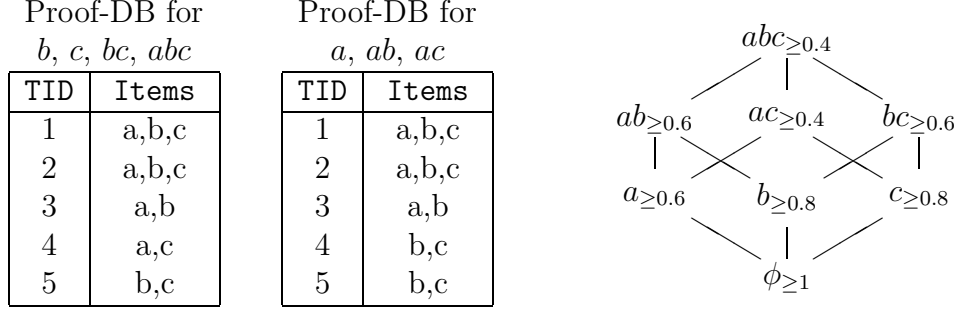 Proof-DB for
b, c, bc, abc
TID Items
1 a,b,c
2 a,b,c
3 a,b
4 a,c
5 b,c
Proof-DB for
a, ab, ac
TID Items
1 a,b,c
2 a,b,c
3 a,b
4 b,c
5 b,c
abc≥0.4
ab≥0.6 ac≥0.4 bc≥0.6
a≥0.6 b≥0.8 c≥0.8
ϕ≥1